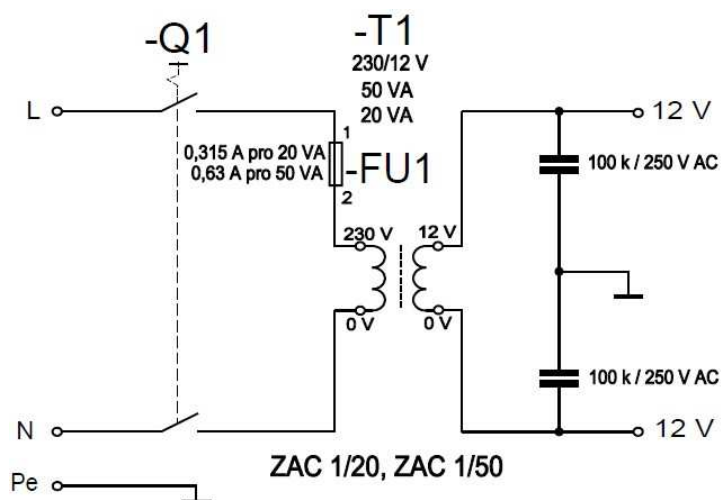 -Q1
-T1
230/12 V
50 VA
20 VA
L
12 V
1
0,315 A pro 20 VA
0,63 A pro 50 VA
-FU1
2
100 k / 250 V AC
230 V
12 V
0 V
0 V
100 k / 250 V AC
N
12 V
ZAC 1/20, ZAC 1/50
Pe